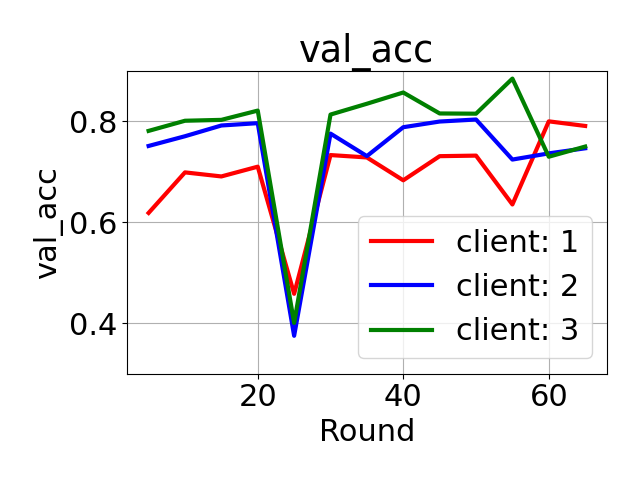 val_acc
val_acc
0.8
0.6
0.4
client: 1
client: 2
client: 3
20 40 60
Round